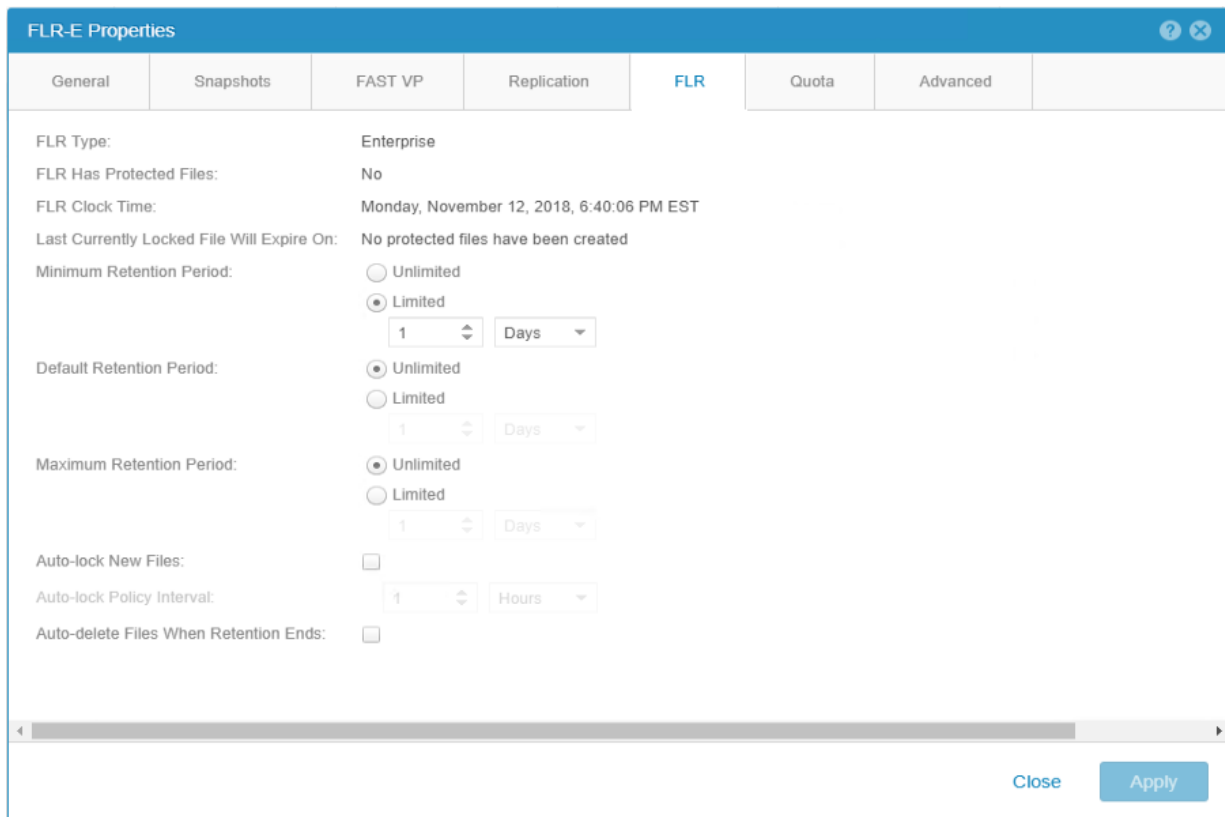 FLR-E Properties
General Snapshots FAST VP Replication FLR Quota Advanced
FLR Type: Enterprise
FLR Has Protected Files: No
FLR Clock Time: Monday, November 12, 2018, 6:40:06 PM EST
Last Currently Locked File Will Expire On: No protected files have been created
Minimum Retention Period: Unlimited
Limited
1 Days
Default Retention Period: Unlimited
Limited
1 Days
Maximum Retention Period: Unlimited
Limited
1 Days
Auto-lock New Files:
Auto-lock Policy Interval: 1 Hours
Auto-delete Files When Retention Ends:
Close Apply